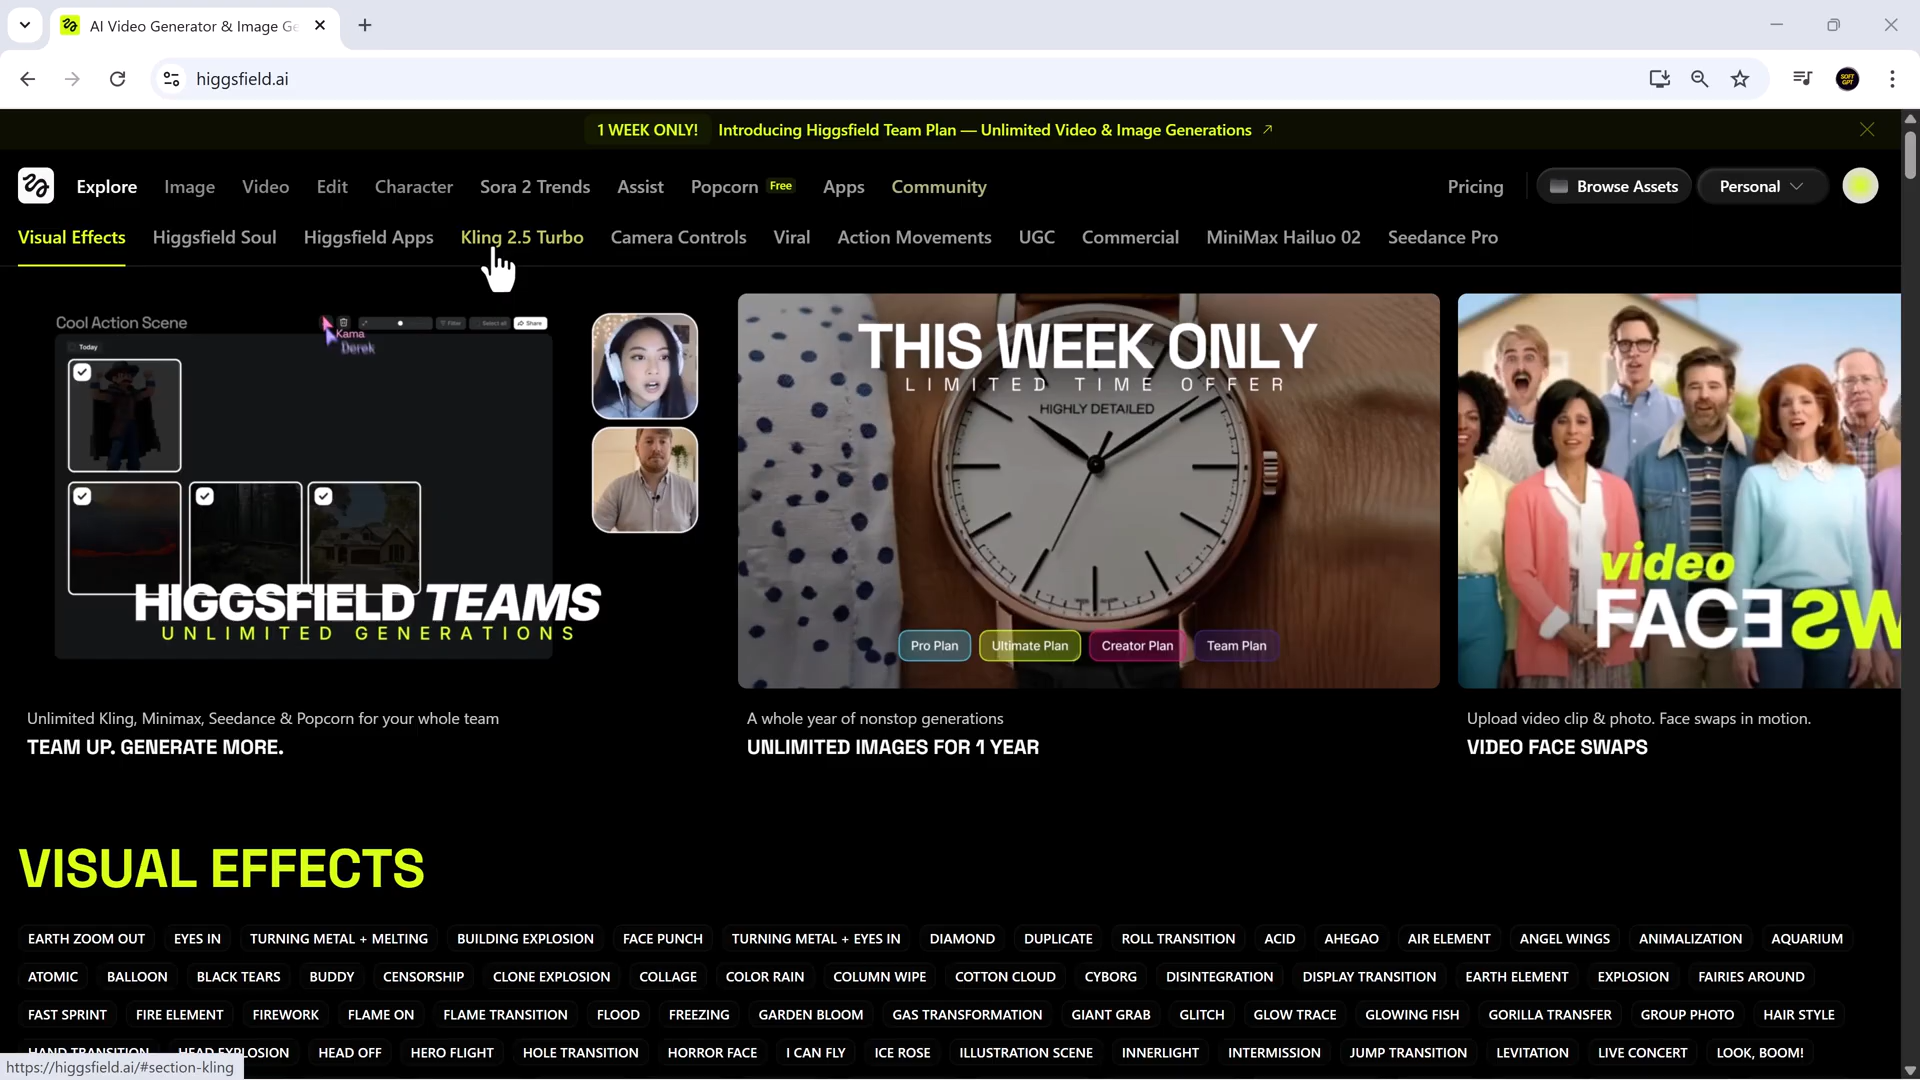 AI Video Generator & Image Ge
higgsfield.ai
SOFT GPT
1 WEEK ONLY! Introducing Higgsfield Team Plan — Unlimited Video & Image Generations ↗
Explore Image Video Edit Character Sora 2 Trends Assist Popcorn Free Apps Community Pricing Browse Assets Personal
Visual Effects Higgsfield Soul Higgsfield Apps Kling 2.5 Turbo Camera Controls Viral Action Movements UGC Commercial MiniMax Hailuo 02 Seedance Pro
Cool Action Scene
Filter Select all Share
Kama
Derek
Today
HIGGSFIELD TEAMS
UNLIMITED GENERATIONS
THIS WEEK ONLY
LIMITED TIME OFFER
HIGHLY DETAILED
Pro Plan Ultimate Plan Creator Plan Team Plan
video
FACE SW
Unlimited Kling, Minimax, Seedance & Popcorn for your whole team
TEAM UP. GENERATE MORE.
A whole year of nonstop generations
UNLIMITED IMAGES FOR 1 YEAR
Upload video clip & photo. Face swaps in motion.
VIDEO FACE SWAPS
VISUAL EFFECTS
EARTH ZOOM OUT EYES IN TURNING METAL + MELTING BUILDING EXPLOSION FACE PUNCH TURNING METAL + EYES IN DIAMOND DUPLICATE ROLL TRANSITION ACID AHEGAO AIR ELEMENT ANGEL WINGS ANIMALIZATION AQUARIUM
ATOMIC BALLOON BLACK TEARS BUDDY CENSORSHIP CLONE EXPLOSION COLLAGE COLOR RAIN COLUMN WIPE COTTON CLOUD CYBORG DISINTEGRATION DISPLAY TRANSITION EARTH ELEMENT EXPLOSION FAIRIES AROUND
FAST SPRINT FIRE ELEMENT FIREWORK FLAME ON FLAME TRANSITION FLOOD FREEZING GARDEN BLOOM GAS TRANSFORMATION GIANT GRAB GLITCH GLOW TRACE GLOWING FISH GORILLA TRANSFER GROUP PHOTO HAIR STYLE
HAND TRANSITION HEAD EXPLOSION HEAD OFF HERO FLIGHT HOLE TRANSITION HORROR FACE I CAN FLY ICE ROSE ILLUSTRATION SCENE INNERLIGHT INTERMISSION JUMP TRANSITION LEVITATION LIVE CONCERT LOOK, BOOM!
https://higgsfield.ai/#section-kling